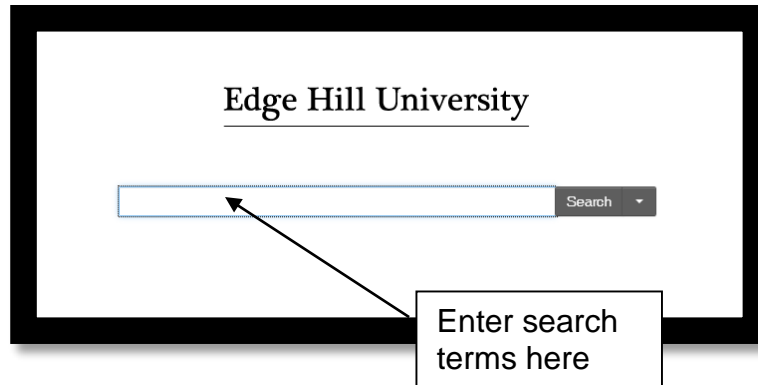 Edge Hill University
Search
Enter search
terms here